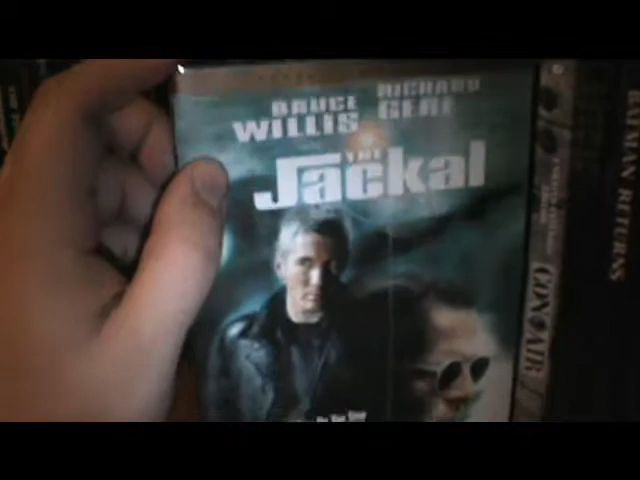 BRUCE WILLIS
RICHARD GERE
THE
Jackal
CON AIR
BATMAN RETURNS